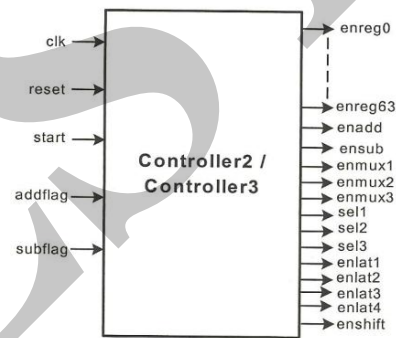 clk
reset
start
addflag
subflag
Controller2 /
Controller3
enreg0
enreg63
enadd
ensub
enmux1
enmux2
enmux3
sel1
sel2
sel3
enlat1
enlat2
enlat3
enlat4
enshift